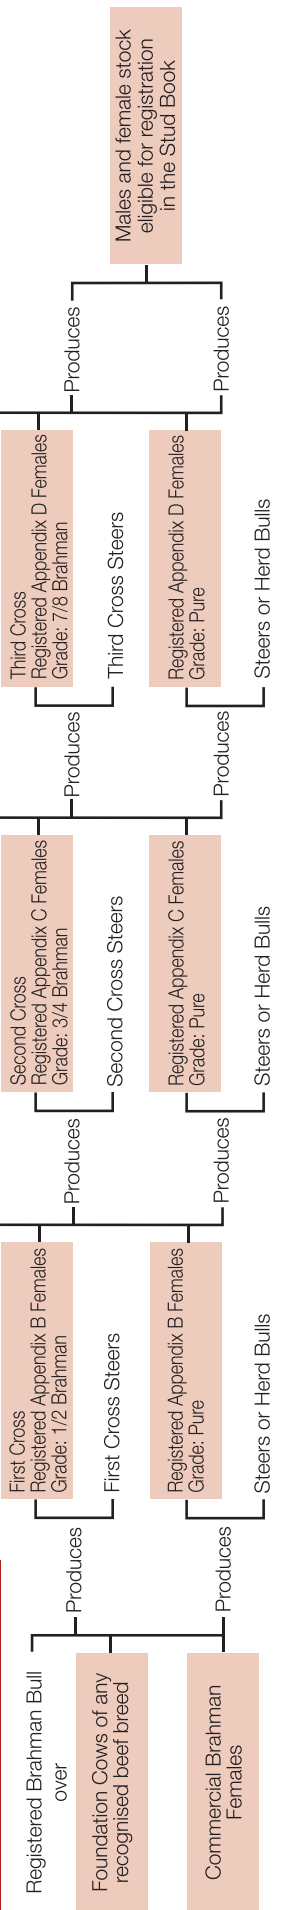 Registered Brahman Bull
over
Foundation Cows of any
recognised beef breed
Commercial Brahman
Females
Produces
Produces
First Cross
Registered Appendix B Females
Grade: 1/2 Brahman
First Cross Steers
Registered Appendix B Females
Grade: Pure
Steers or Herd Bulls
Produces
Produces
Second Cross
Registered Appendix C Females
Grade: 3/4 Brahman
Second Cross Steers
Registered Appendix C Females
Grade: Pure
Steers or Herd Bulls
Produces
Produces
Third Cross
Registered Appendix D Females
Grade: 7/8 Brahman
Third Cross Steers
Registered Appendix D Females
Grade: Pure
Steers or Herd Bulls
Produces
Produces
Males and female stock
eligible for registration
in the Stud Book